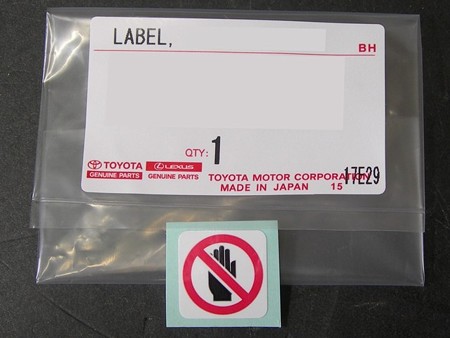 LABEL,
BH
QTY: 1
TOYOTA LEXUS
GENUINE PARTS GENUINE PARTS
TOYOTA MOTOR CORPORATION 17E29
MADE IN JAPAN 15